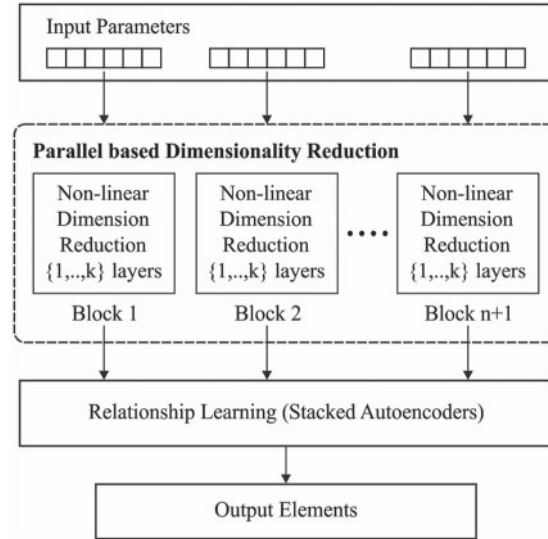 Input Parameters
Parallel based Dimensionality Reduction
Non-linear
Dimension
Reduction
{1,..,k} layers
Block 1
Non-linear
Dimension
Reduction
{1,..,k} layers
Block 2
....
Non-linear
Dimension
Reduction
{1,..,k} layers
Block n+1
Relationship Learning (Stacked Autoencoders)
Output Elements